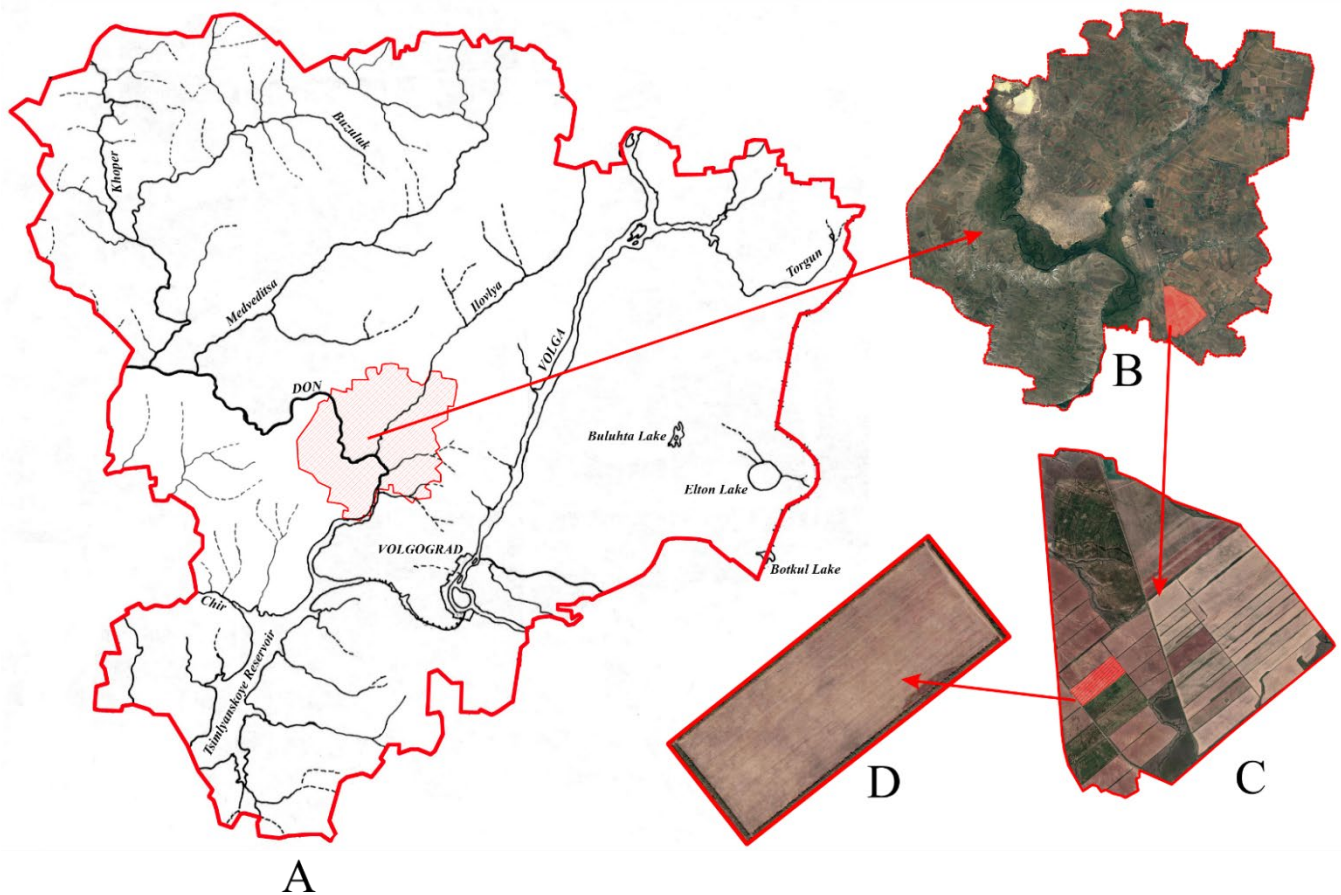 Khoper
Buzuluk
Medveditsa
Ilovlya
Torgun
VOLGA
DON
Buluhta Lake
Elton Lake
VOLGOGRAD
Botkul Lake
Chir
Tsimlyanskoye Reservoir
A
B
C
D